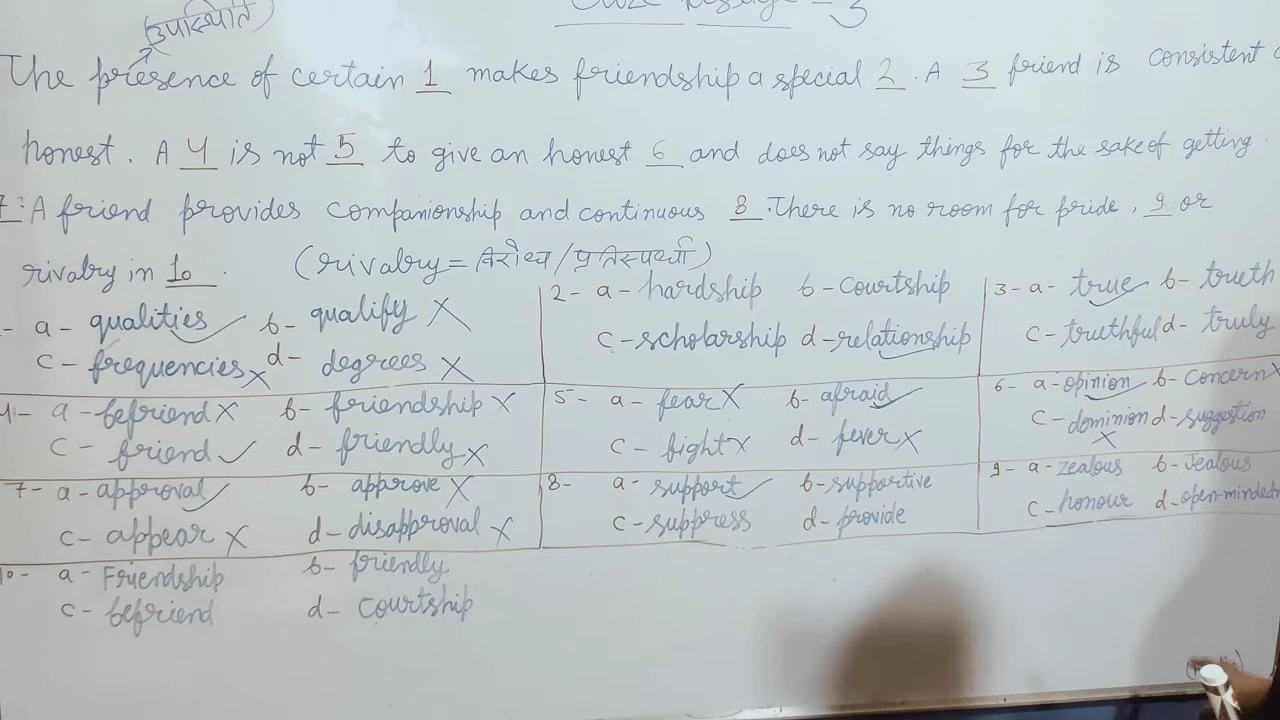 (उपस्थिति)
Cloze Passage - 3
The presence of certain 1 makes friendship a special 2. A 3 friend is consistent
honest. A 4 is not 5 to give an honest 6 and does not say things for the sake of getting
7. A friend provides companionship and continuous 8. There is no room for pride, 9 or
rivalry in 10. (rivalry = विरोध / प्रतिस्पर्धा)
- a - qualities ✓ b- qualify X
c - frequencies X d- degrees X
2- a - hardship b - courtship
c - scholarship d - relationship ✓
3- a- true ✓ b- trueth
c - truthful d- truly
4- a - befriend X b - friendship X
c - friend ✓ d- friendly X
5- a - fear X b- afraid ✓
c - fight X d- fever X
6- a- opinion ✓ b- concern X
c - dominion X d- suggestion
7- a - approval ✓ b- approve X
c- appear X d- disapproval X
8- a- support ✓ b- supportive
c - suppress d- provide
9- a- zealous b- Jealous
c - honour d- open-minded
10- a- Friendship b- friendly
c - befriend d- courtship